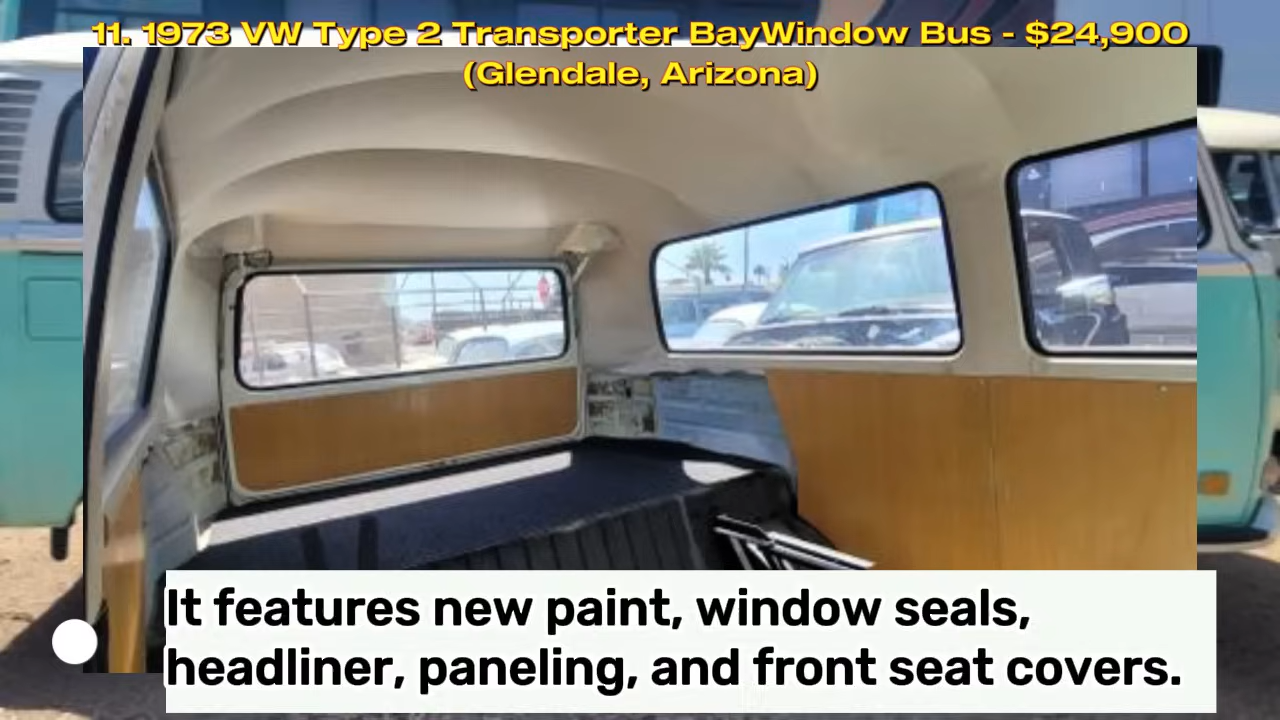 11. 1973 VW Type 2 Transporter BayWindow Bus - $24,900
(Glendale, Arizona)
It features new paint, window seals,
headliner, paneling, and front seat covers.